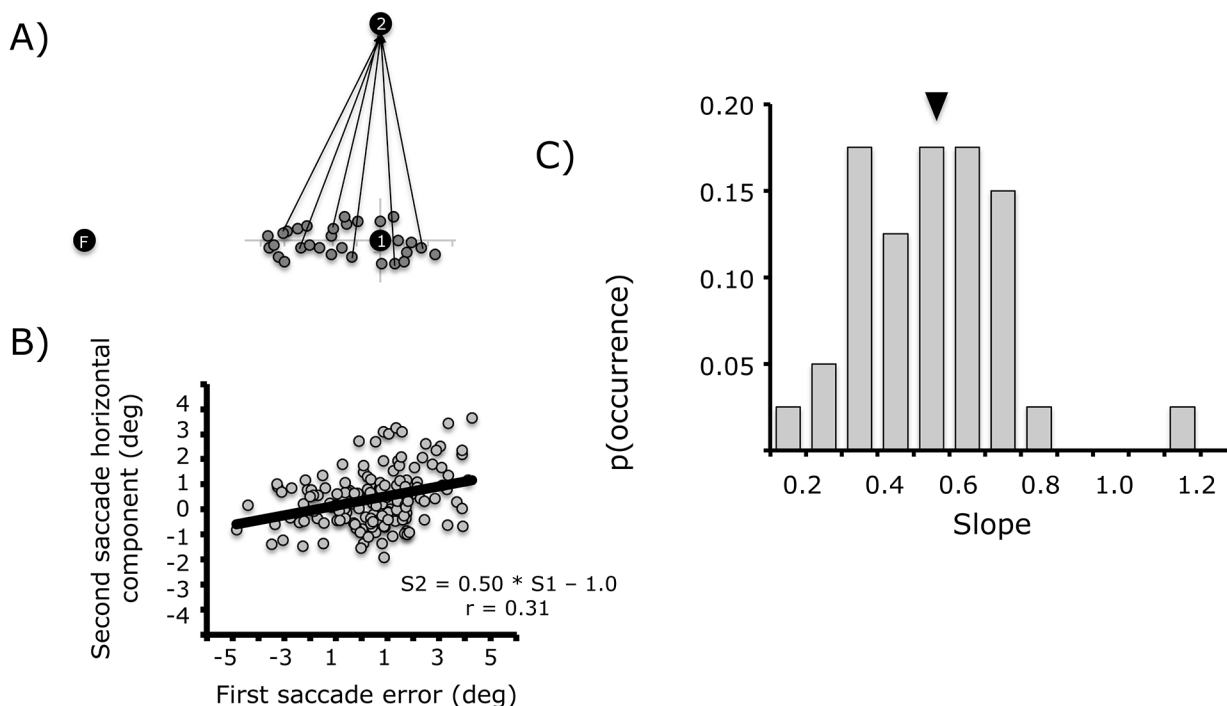 A)
2
F
1
B)
Second saccade horizontal
component (deg)
4
3
2
1
0
-1
-2
-3
-4
S2 = 0.50 * S1 – 1.0
r = 0.31
-5 -3 1 1 3 5
First saccade error (deg)
C)
p(occurrence)
0.20
0.15
0.10
0.05
0.2 0.4 0.6 0.8 1.0 1.2
Slope